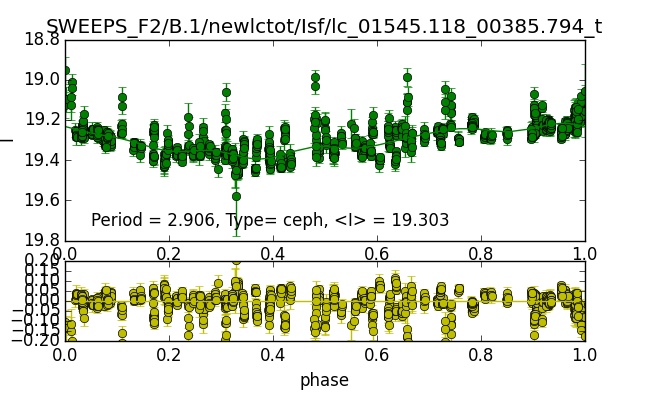 SWEEPS_F2/B.1/newlctot/lsf/lc_01545.118_00385.794_t
18.8
19.0
19.2
I
19.4
19.6
Period = 2.906, Type= ceph, <I> = 19.303
19.8
0.0 0.2 0.4 0.6 0.8 1.0
0.20
0.15
0.10
0.05
0.00
−0.05
−0.10
−0.15
−0.20
0.0 0.2 0.4 0.6 0.8 1.0
phase